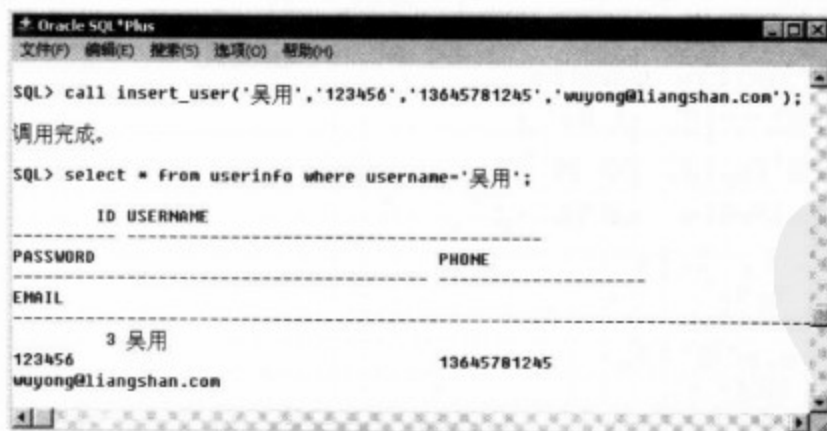 Oracle SQL*Plus
文件(F) 编辑(E) 搜索(S) 选项(O) 帮助(H)
SQL> call insert_user('吴用','123456','13645781245','wuyong@liangshan.com');
调用完成。
SQL> select * from userinfo where username='吴用';
ID USERNAME
---------- ----------------------------------------
PASSWORD PHONE
---------------------------------------- --------------------
EMAIL
--------------------------------------------------------------------------------
3 吴用
123456 13645781245
wuyong@liangshan.com